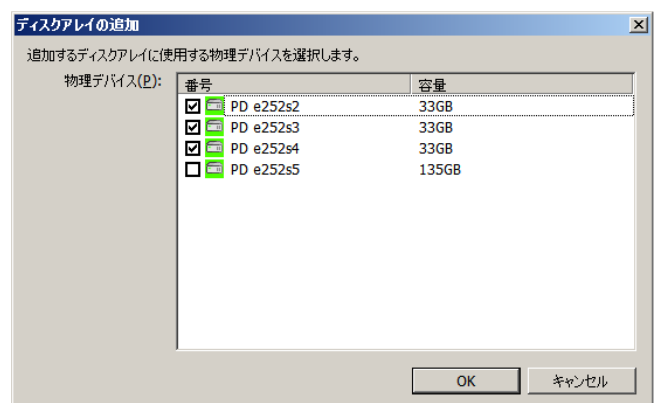 ディスクアレイの追加
追加するディスクアレイに使用する物理デバイスを選択します。
物理デバイス(P):
番号 容量
PD e252s2 33GB
PD e252s3 33GB
PD e252s4 33GB
PD e252s5 135GB
OK キャンセル